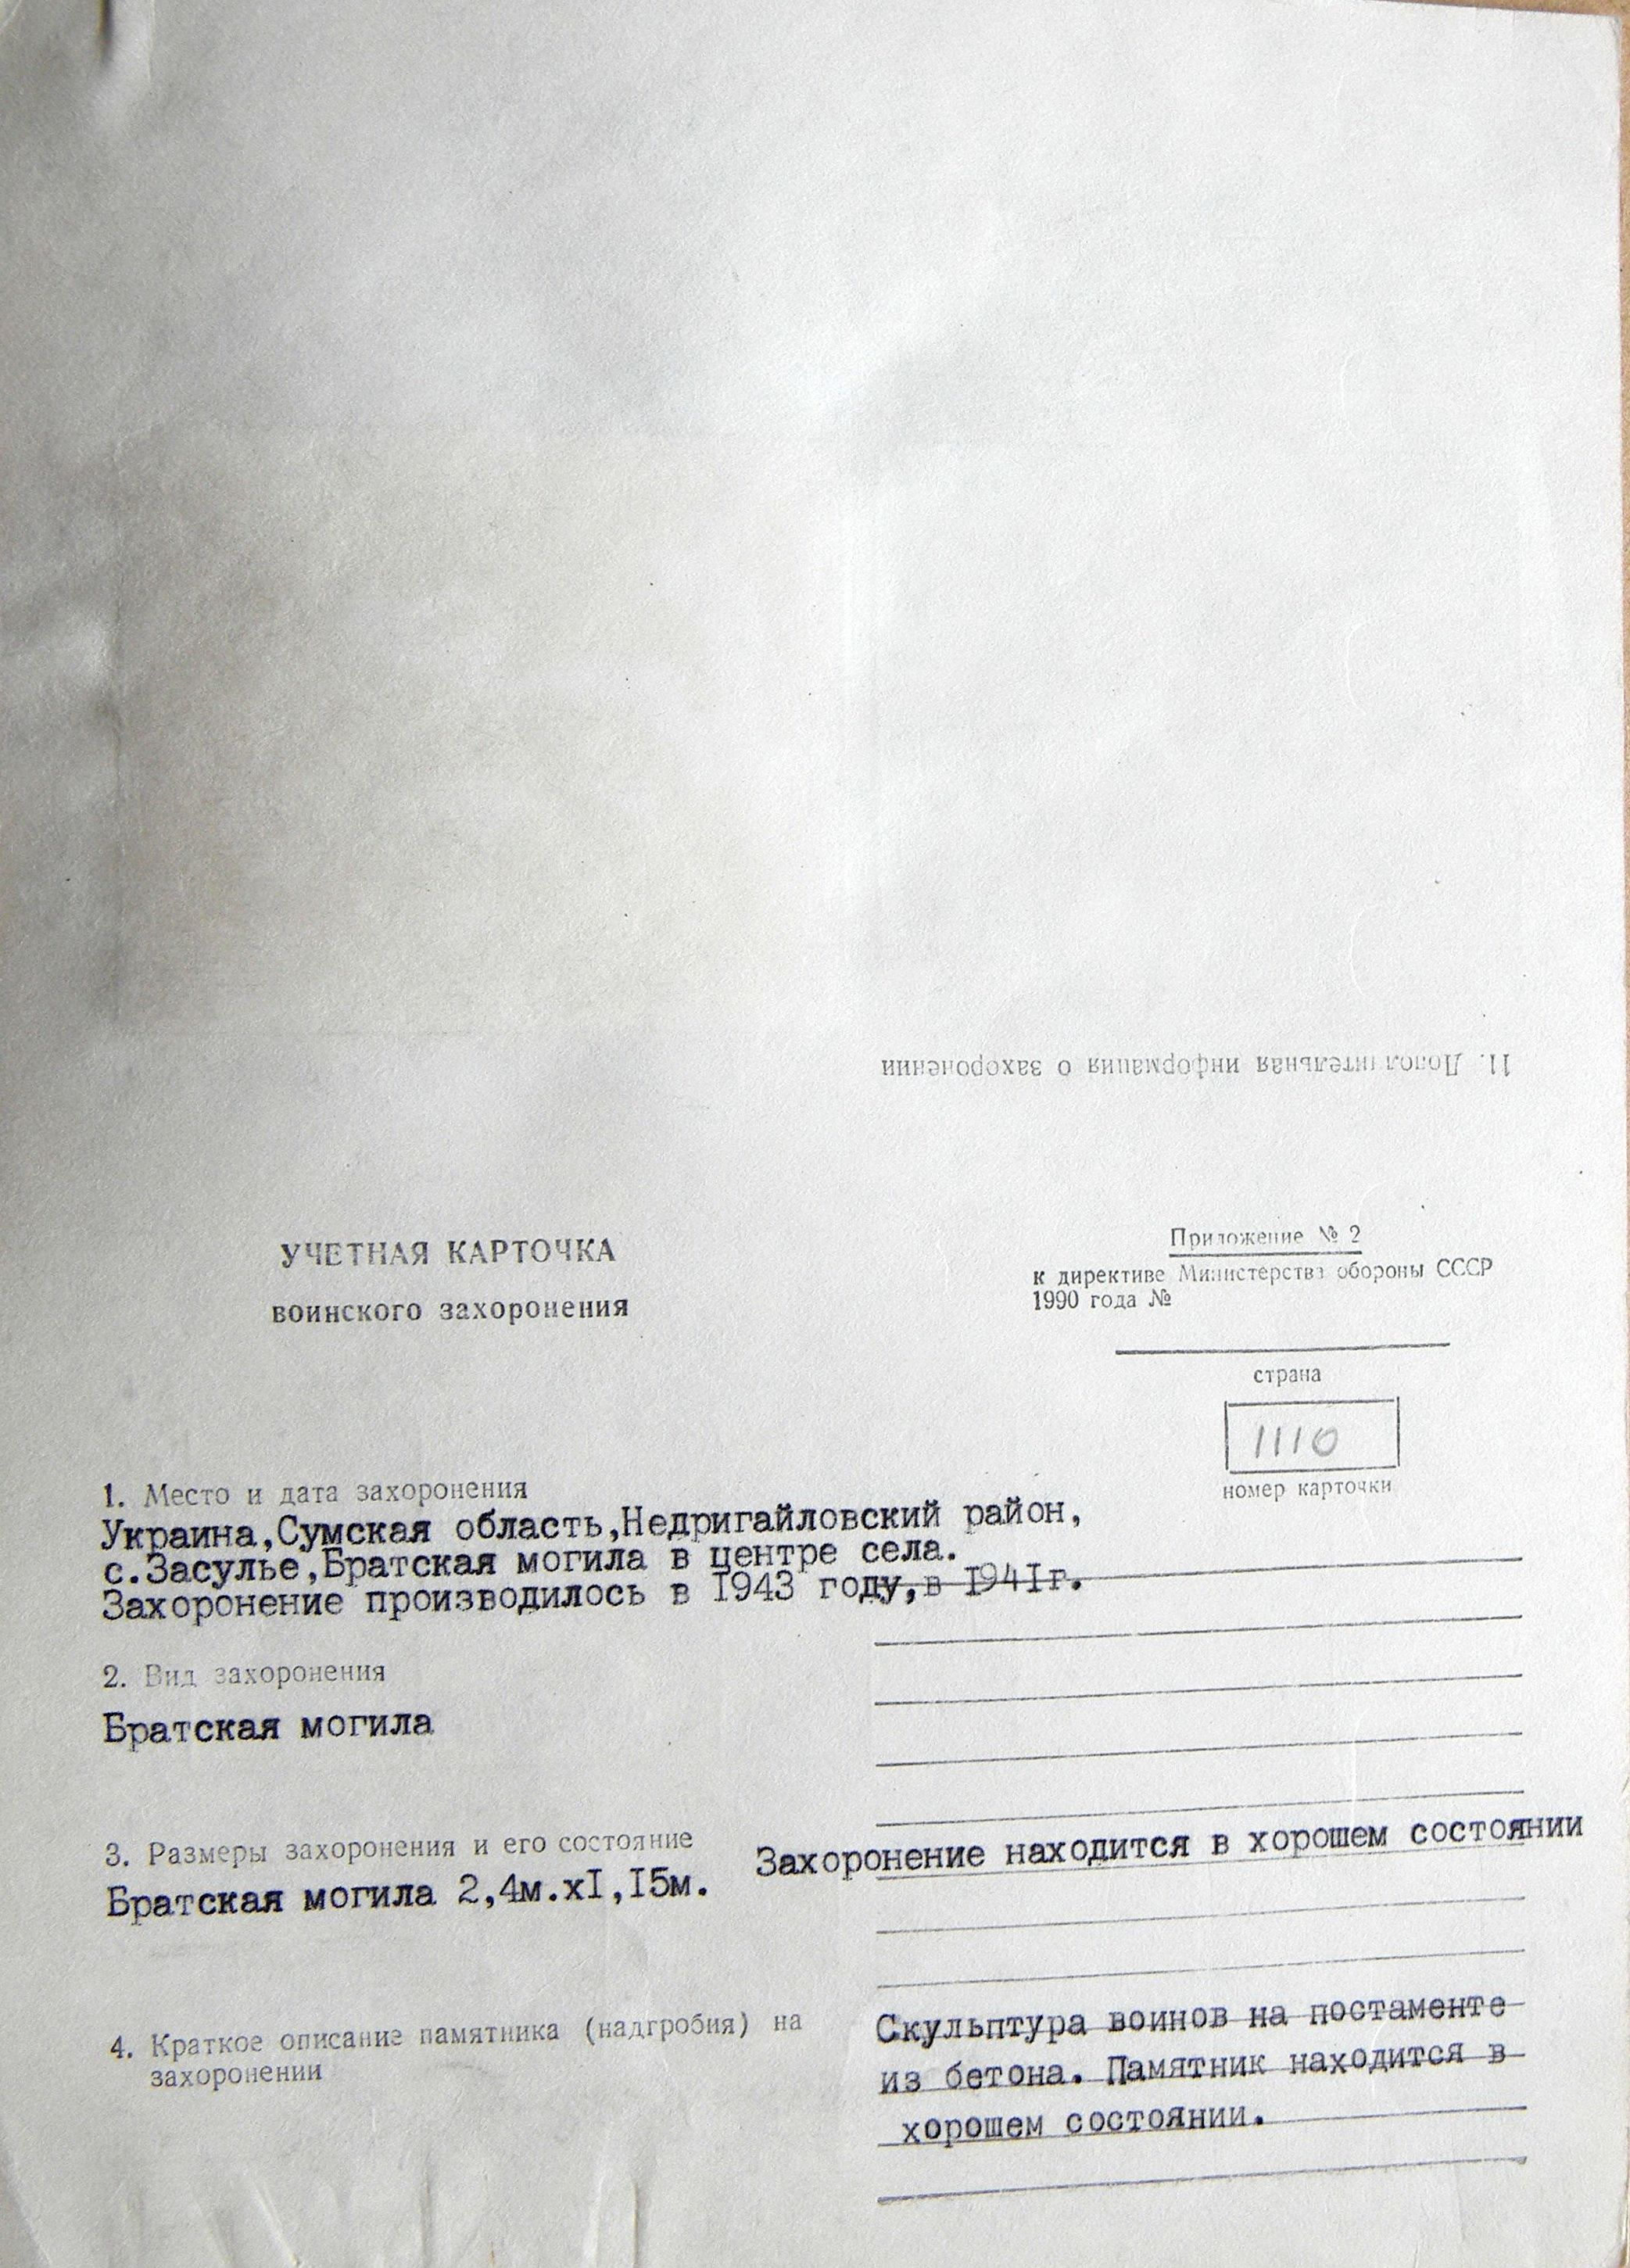 11. Дополнительная информация о захоронении
УЧЕТНАЯ КАРТОЧКА
воинского захоронения
Приложение № 2
к директиве Министерства обороны СССР
1990 года №
страна
1110
номер карточки
1. Место и дата захоронения
Украина,Сумская область,Недригайловский район,
с.Засулье,Братская могила в центре села.
Захоронение производилось в 1943 году,в 1941г.
2. Вид захоронения
Братская могила
3. Размеры захоронения и его состояние
Братская могила 2,4м.х1,15м.
Захоронение находится в хорошем состоянии
4. Краткое описание памятника (надгробия) на
захоронении
Скульптура воинов на постаменте
из бетона. Памятник находится в
хорошем состоянии.